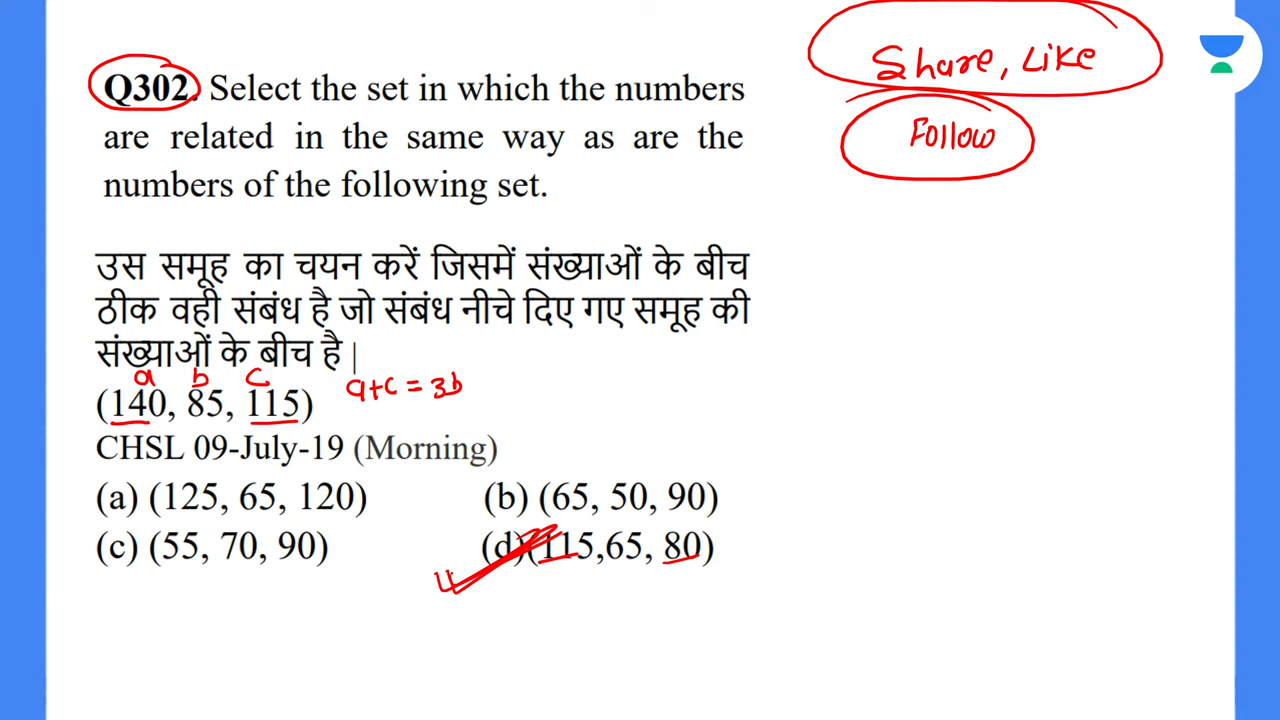 Share, Like
Follow
Q302. Select the set in which the numbers
are related in the same way as are the
numbers of the following set.
उस समूह का चयन करें जिसमें संख्याओं के बीच
ठीक वही संबंध है जो संबंध नीचे दिए गए समूह की
संख्याओं के बीच है |
a b c
(140, 85, 115) a+c = 3b
CHSL 09-July-19 (Morning)
(a) (125, 65, 120) (b) (65, 50, 90)
(c) (55, 70, 90) (d)(115,65, 80)